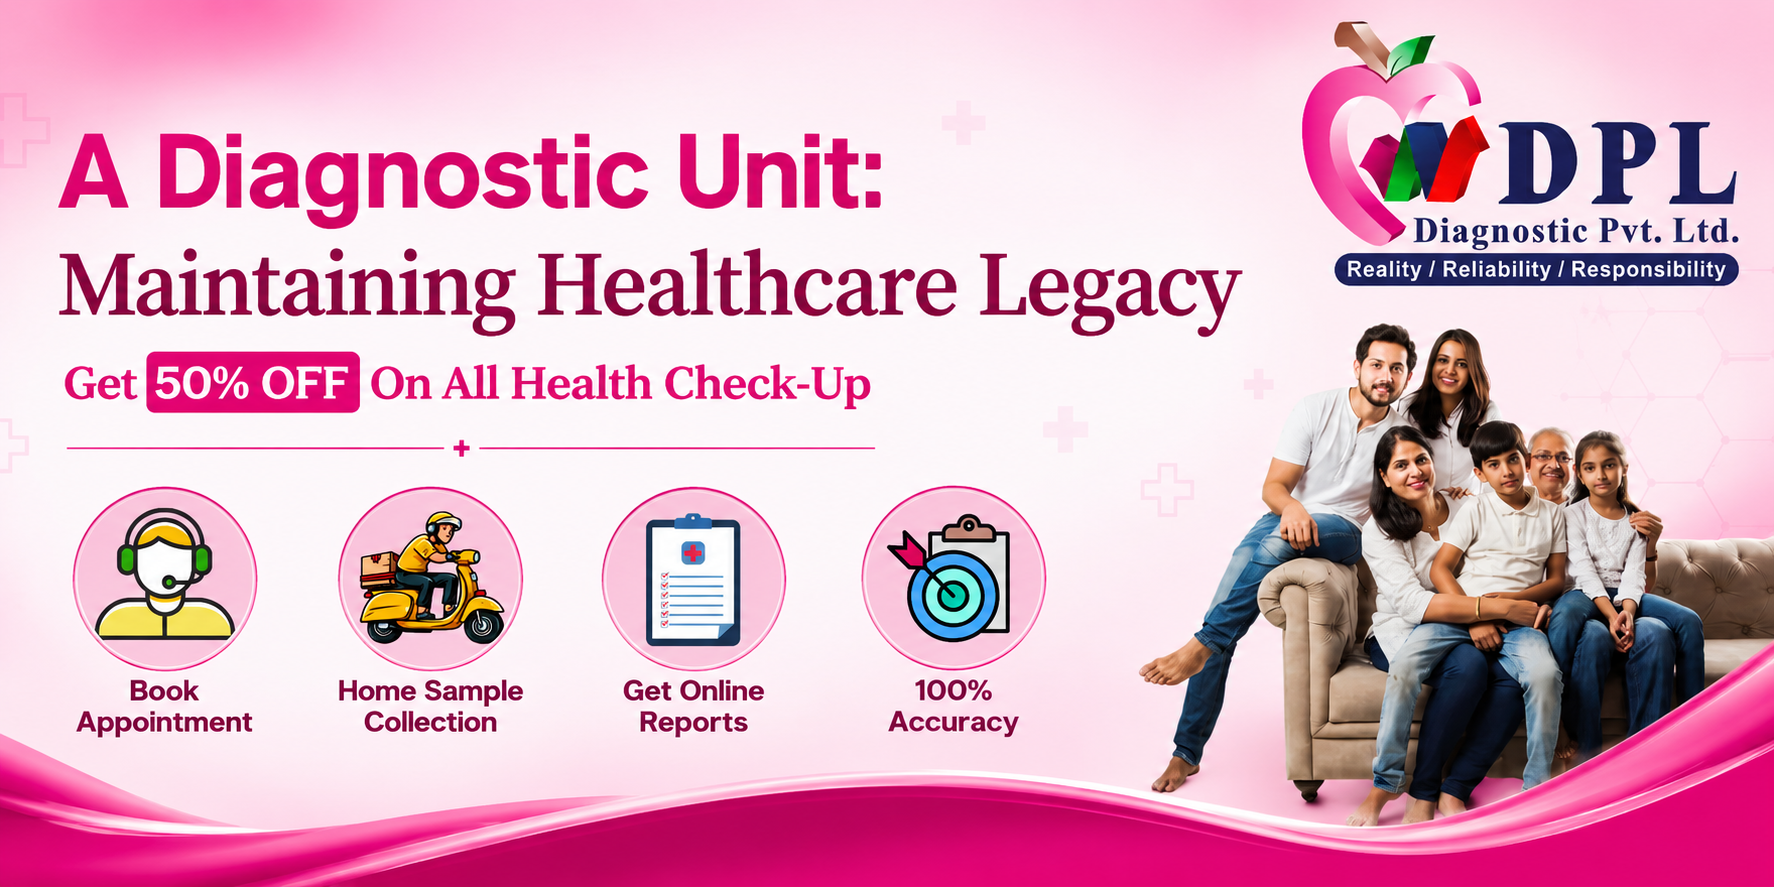 A Diagnostic Unit:
Maintaining Healthcare Legacy
Get 50% OFF On All Health Check-Up
Book
Appointment
Home Sample
Collection
Get Online
Reports
100%
Accuracy
DPL
Diagnostic Pvt. Ltd.
Reality / Reliability / Responsibility